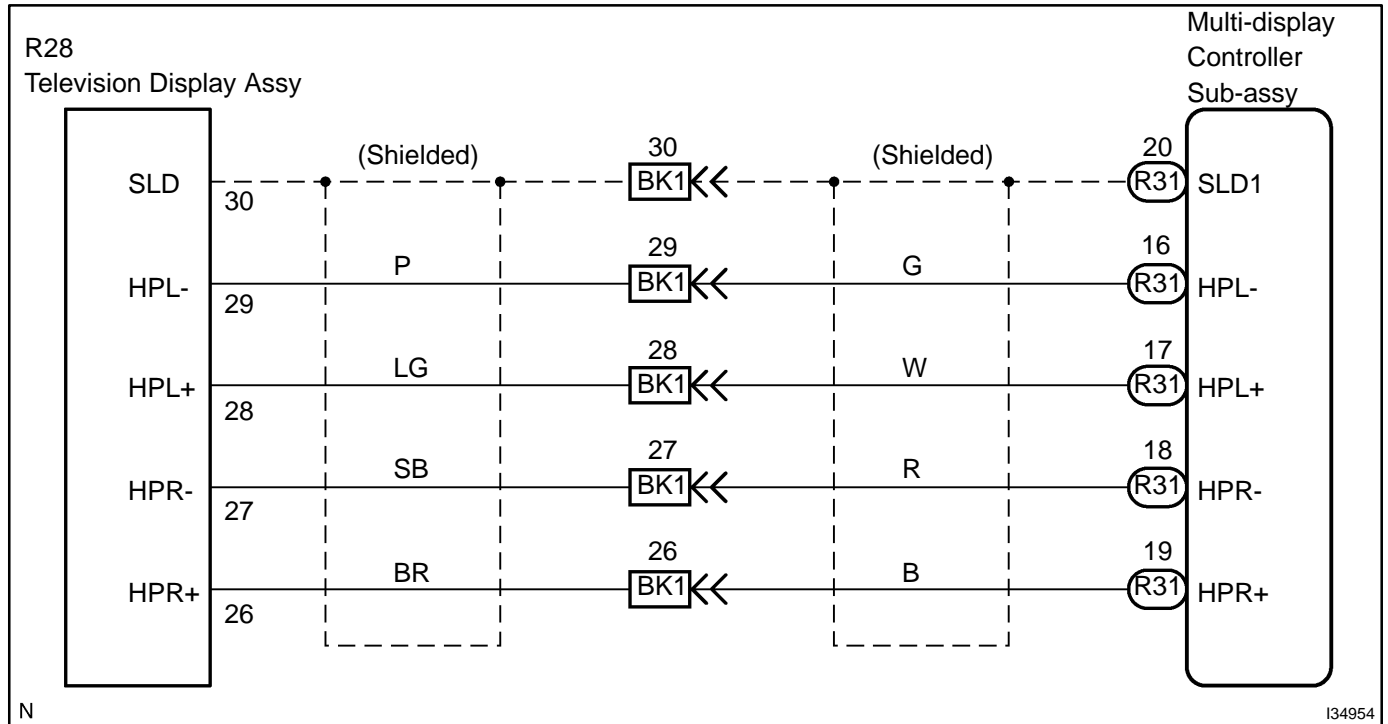 R28
Television Display Assy
Multi-display
Controller
Sub-assy
(Shielded)
30
(Shielded)
20
SLD
30
BK1
R31
SLD1
29
16
P
G
HPL-
29
BK1
R31
HPL-
28
17
LG
W
HPL+
28
BK1
R31
HPL+
27
18
SB
R
HPR-
27
BK1
R31
HPR-
26
19
BR
B
HPR+
26
BK1
R31
HPR+
N
I34954